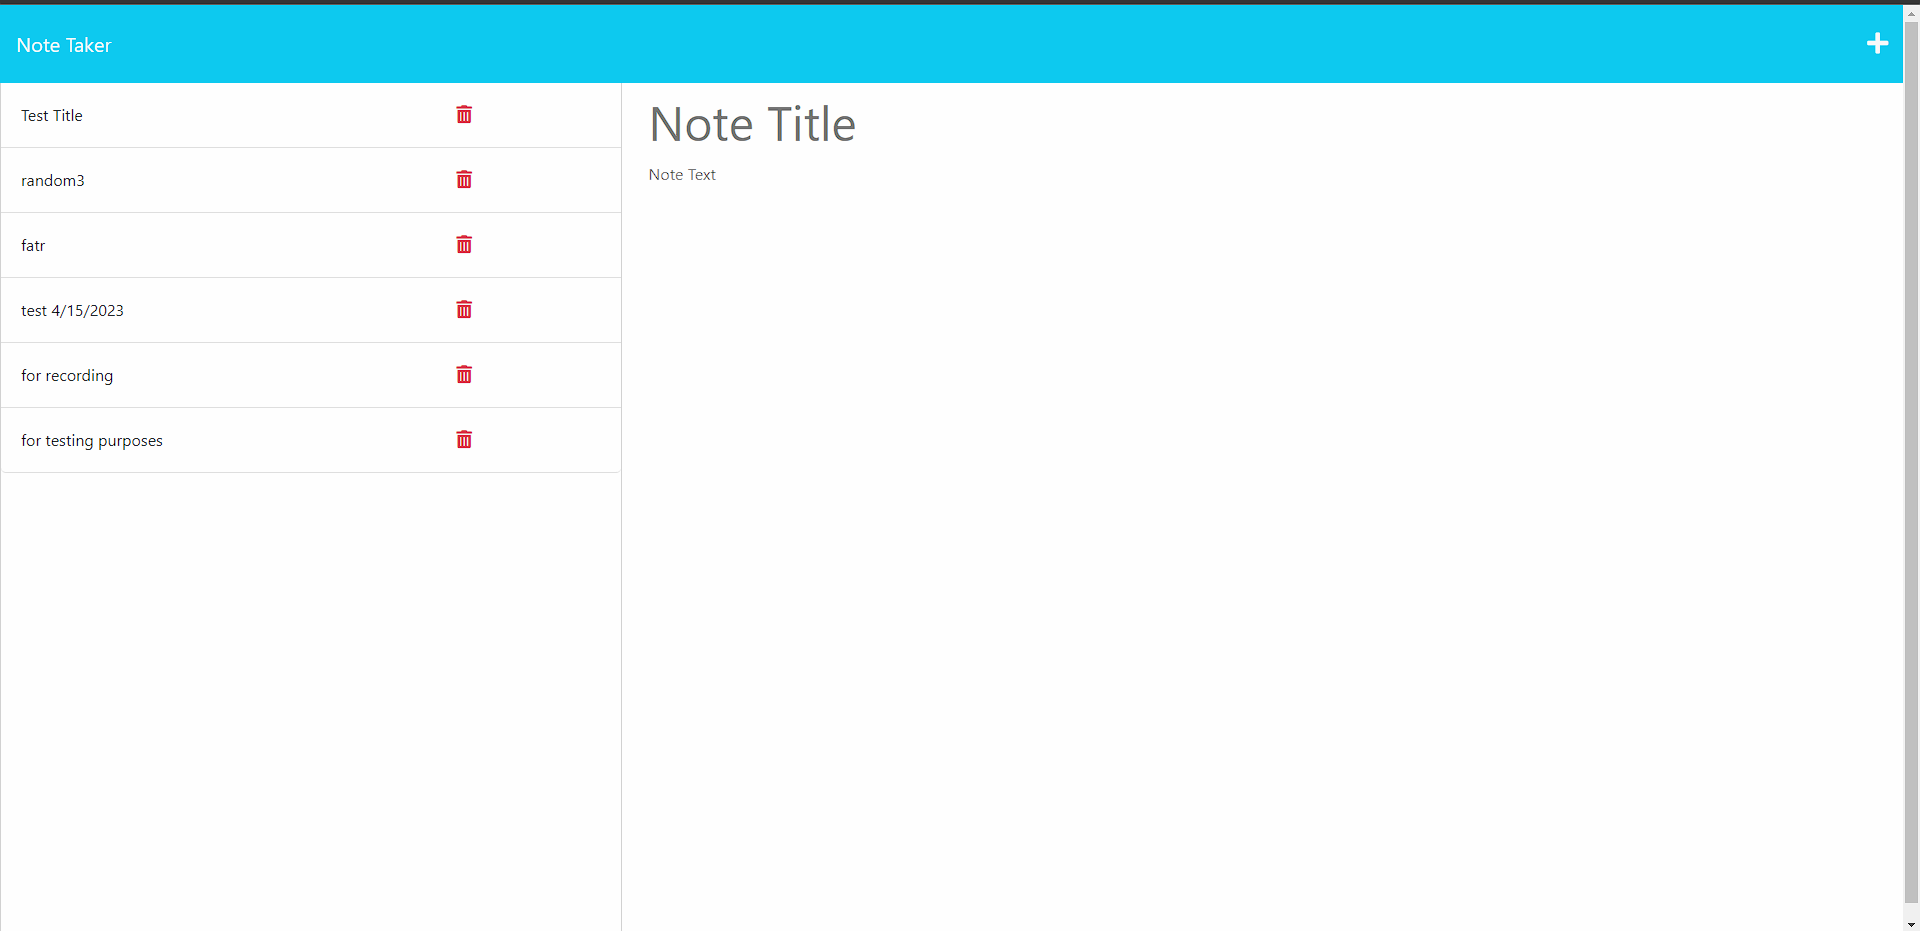 Note Taker
Test Title
random3
fatr
test 4/15/2023
for recording
for testing purposes
Note Title
Note Text